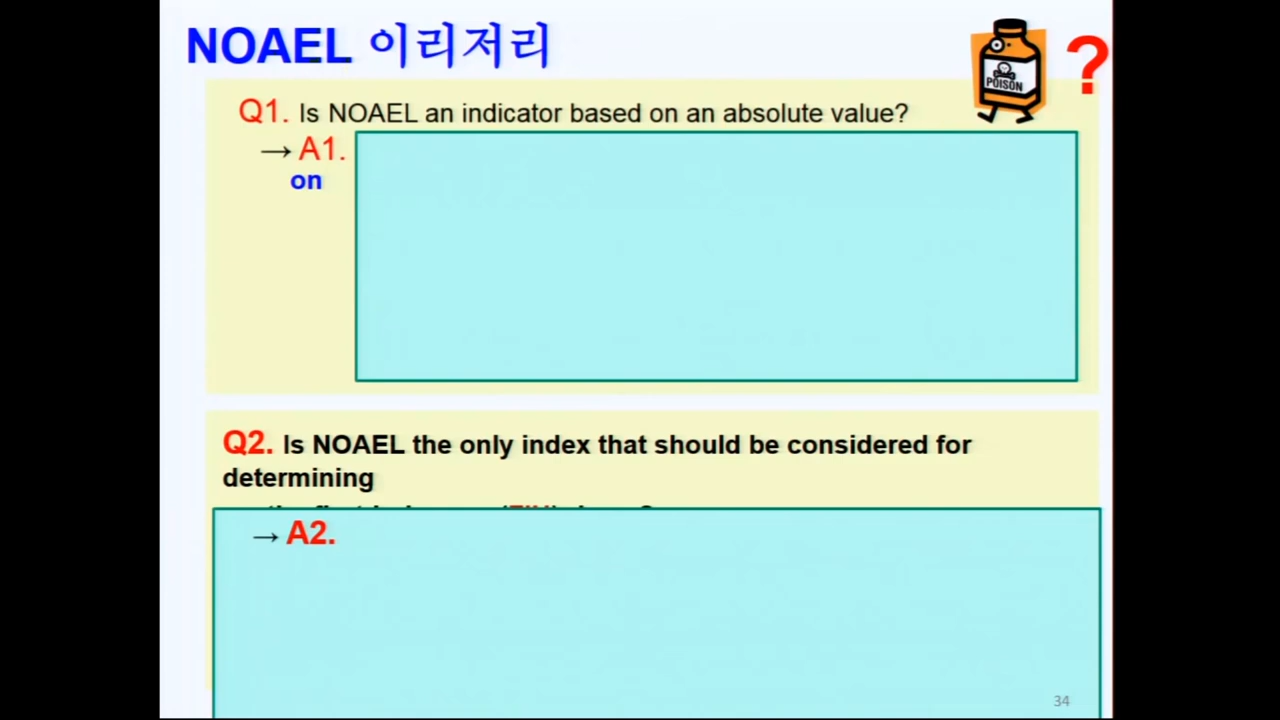 NOAEL 이리저리
POISON
?
Q1. Is NOAEL an indicator based on an absolute value?
→ A1.
on
Q2. Is NOAEL the only index that should be considered for
determining
→ A2.
34